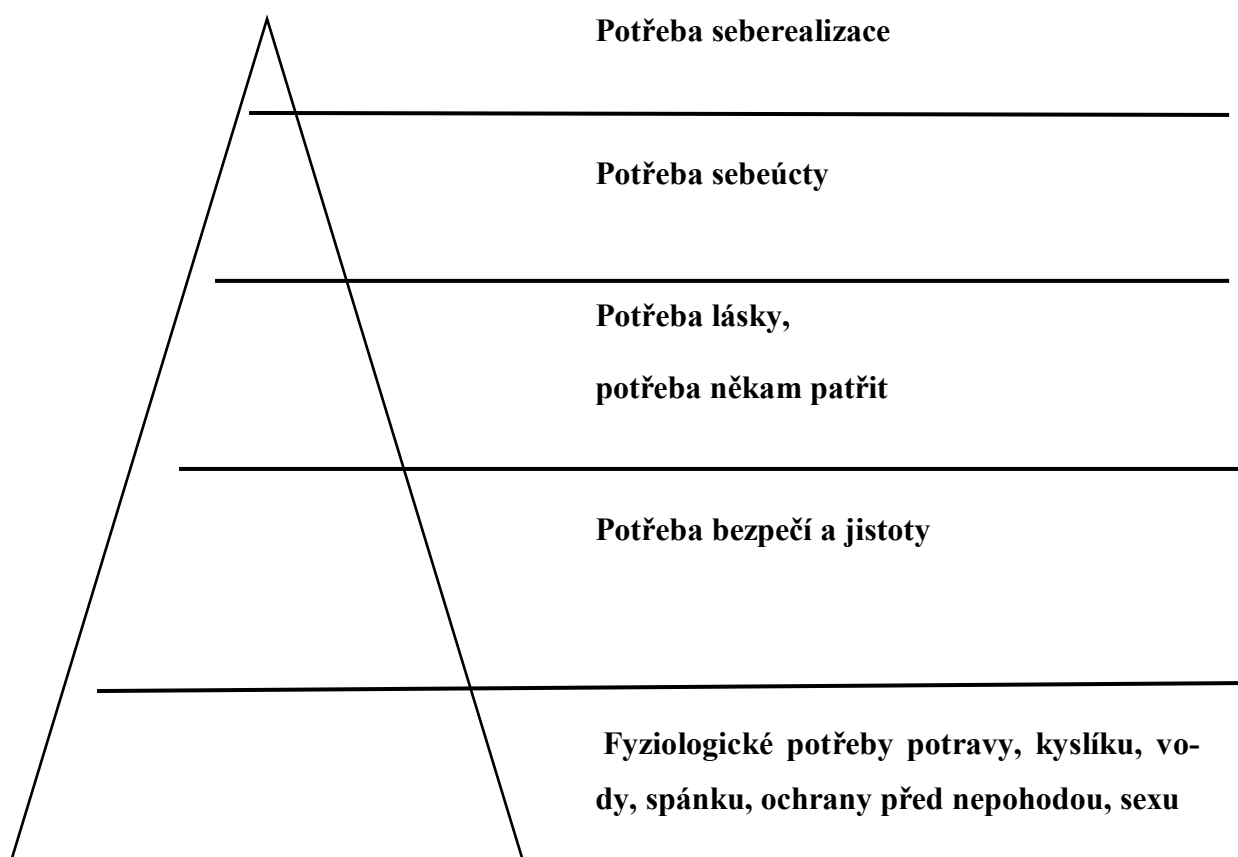 Potřeba seberealizace
Potřeba sebeúcty
Potřeba lásky,
potřeba někam patřit
Potřeba bezpečí a jistoty
Fyziologické potřeby potravy, kyslíku, vo-
dy, spánku, ochrany před nepohodou, sexu